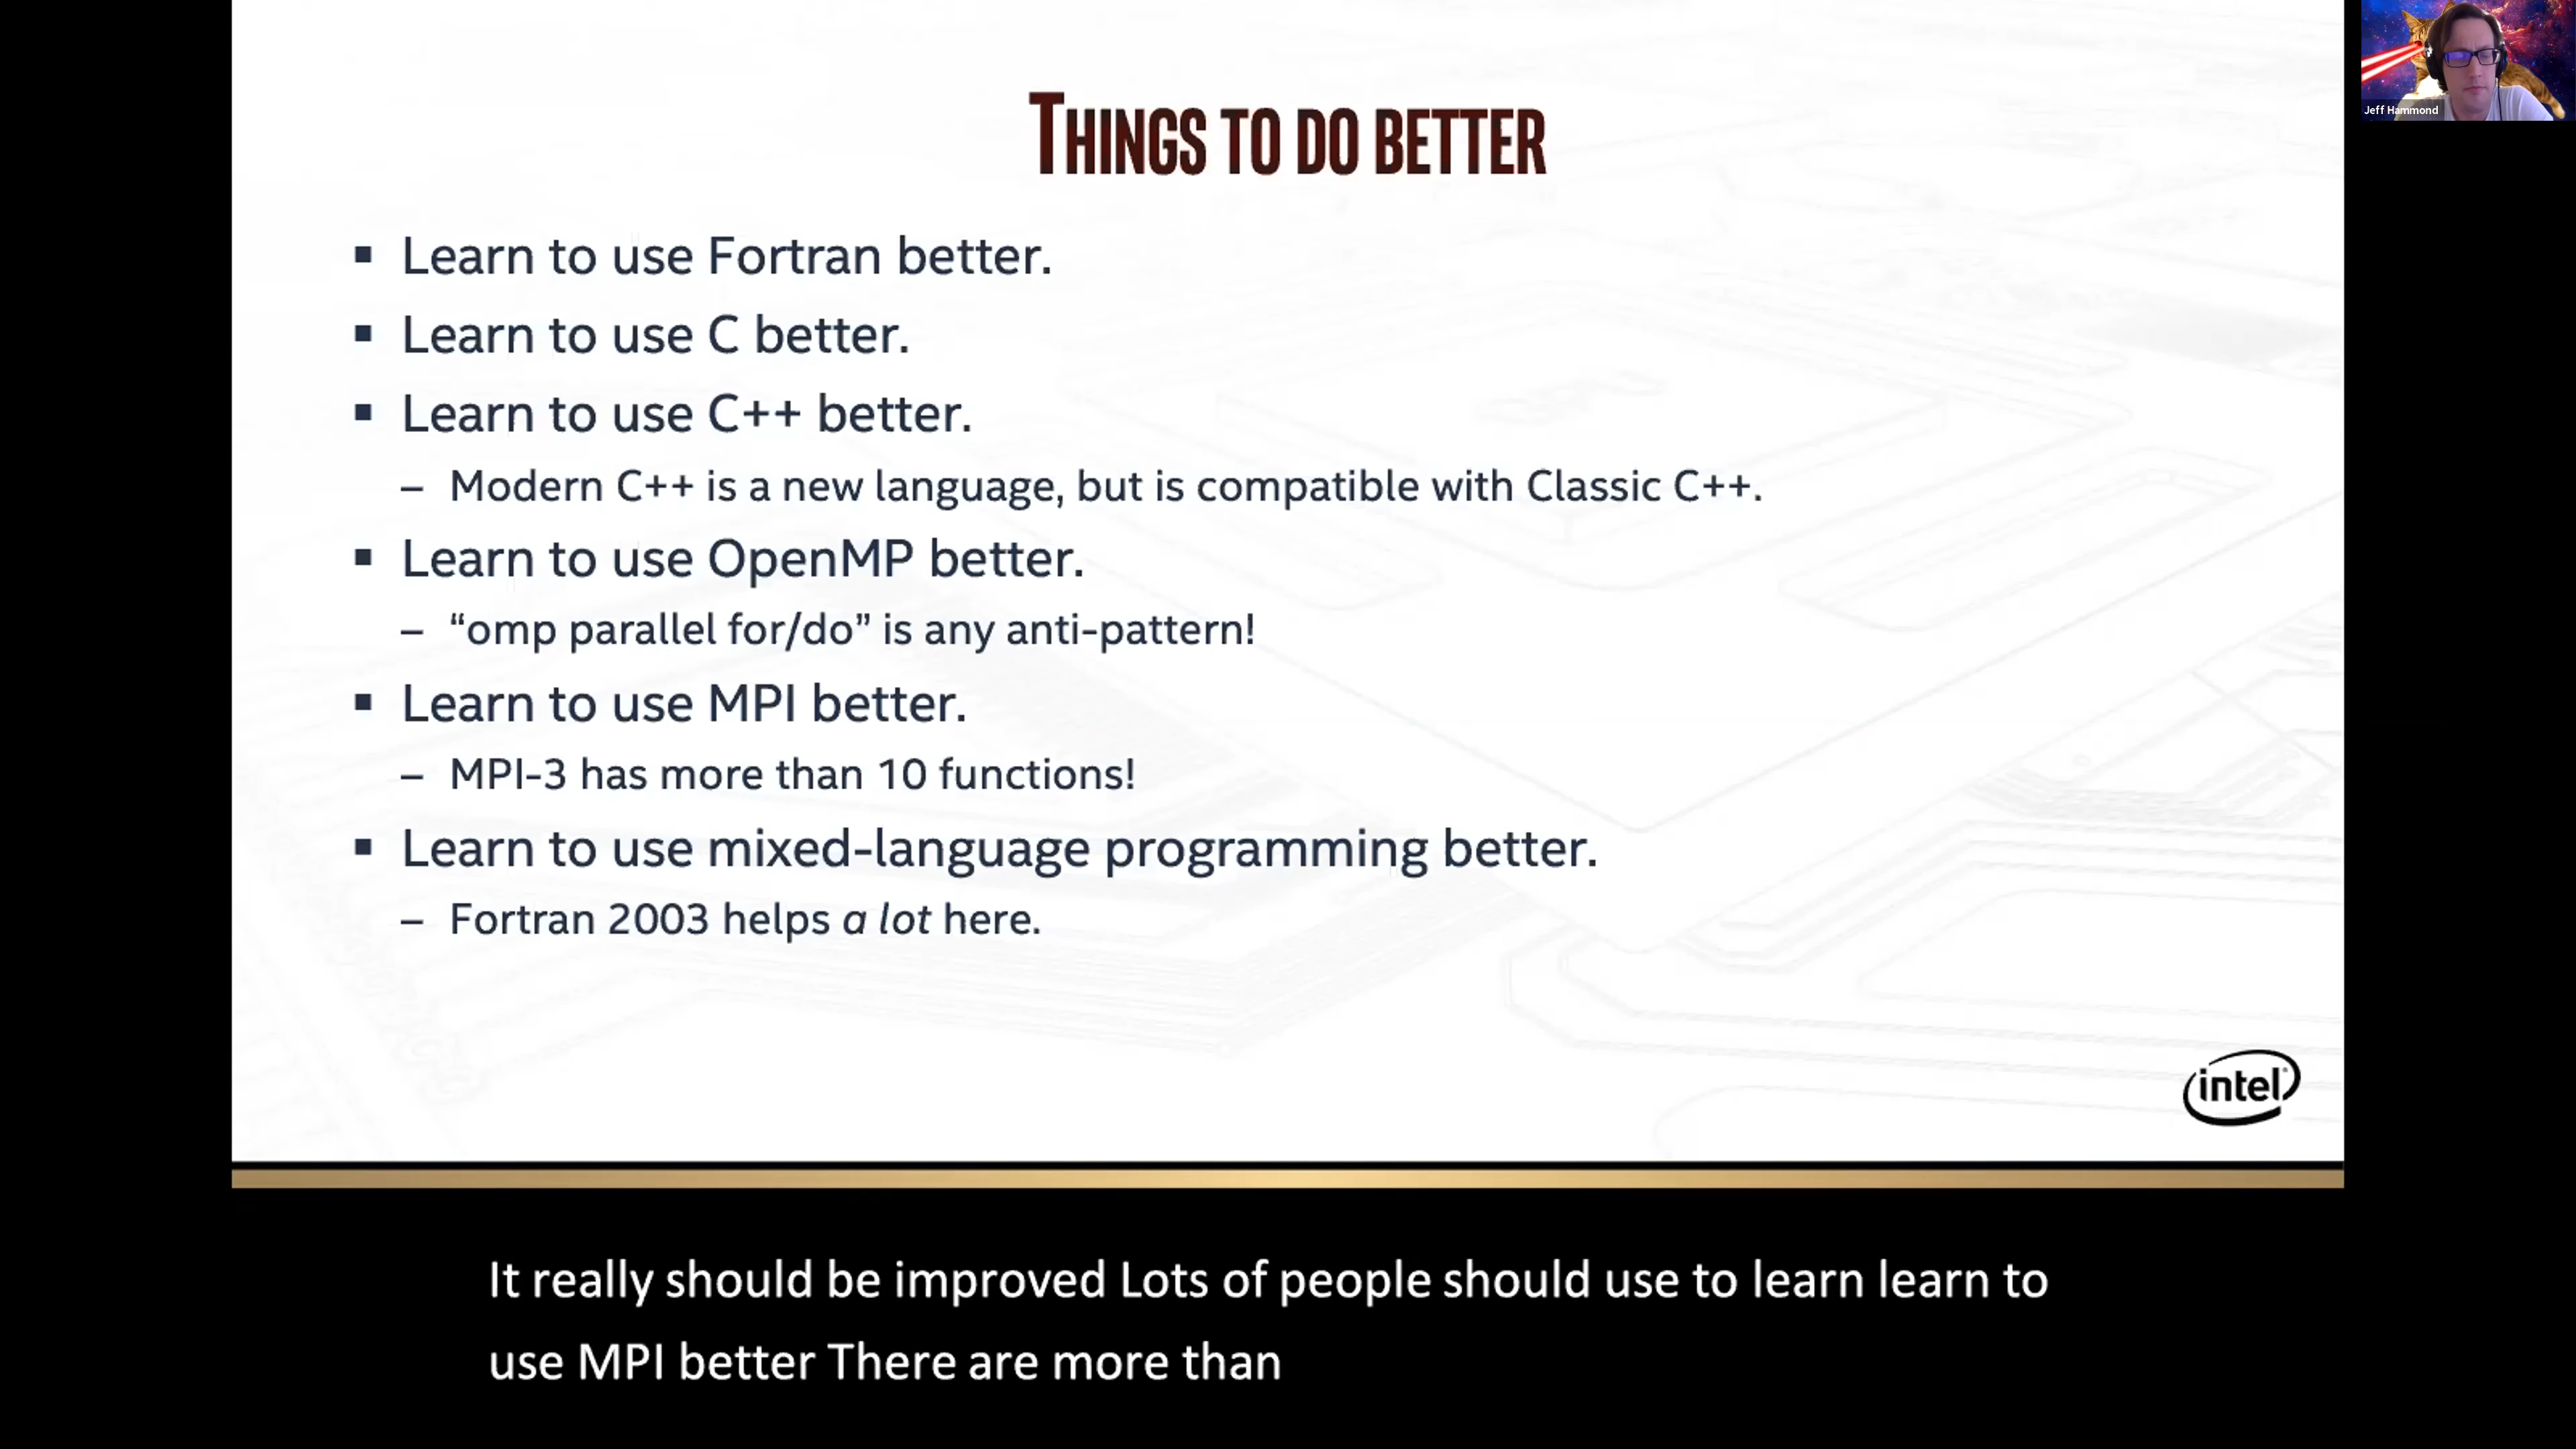 THINGS TO DO BETTER
Jeff Hammond
▪ Learn to use Fortran better.
▪ Learn to use C better.
▪ Learn to use C++ better.
– Modern C++ is a new language, but is compatible with Classic C++.
▪ Learn to use OpenMP better.
– “omp parallel for/do” is any anti-pattern!
▪ Learn to use MPI better.
– MPI-3 has more than 10 functions!
▪ Learn to use mixed-language programming better.
– Fortran 2003 helps a lot here.
intel
It really should be improved Lots of people should use to learn learn to
use MPI better There are more than